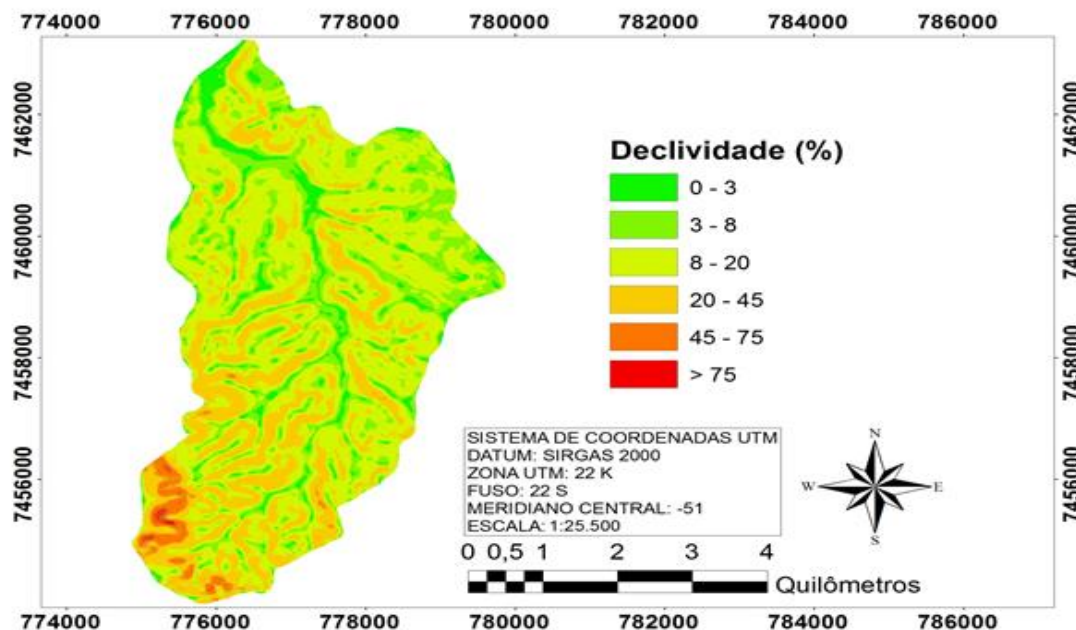 774000 776000 778000 780000 782000 784000 786000
7462000 7462000
7460000 7460000
7458000 7458000
7456000 7456000
Declividade (%)
0 - 3
3 - 8
8 - 20
20 - 45
45 - 75
> 75
SISTEMA DE COORDENADAS UTM
DATUM: SIRGAS 2000
ZONA UTM: 22 K
FUSO: 22 S
MERIDIANO CENTRAL: -51
ESCALA: 1:25.500
N
W E
S
0 0,5 1 2 3 4
Quilômetros
774000 776000 778000 780000 782000 784000 786000